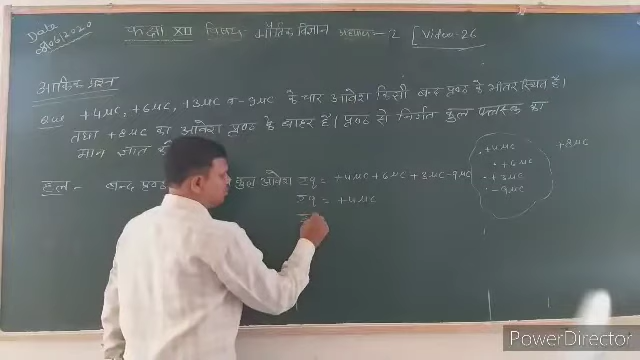 Date
08/06/2020
कक्षा XII विषय- भौतिक विज्ञान अध्याय- 2 [Video-26
आंकिक प्रश्न
Que +4μC, +6μC, +3μC व -9μC के चार आवेश किसी बन्द पृष्ठ के भीतर स्थित हैं।
तथा +8μC का आवेश पृष्ठ के बाहर है। पृष्ठ से निर्गत कुल फ्लक्स का
मान ज्ञात
हल - बन्द पृष्ठ कुल आवेश Σq = +4μC + 6μC + 3μC - 9μC
Σq = +4μC
Σ
+4μC
+6μC
+3μC
-9μC
+8μC
PowerDirector